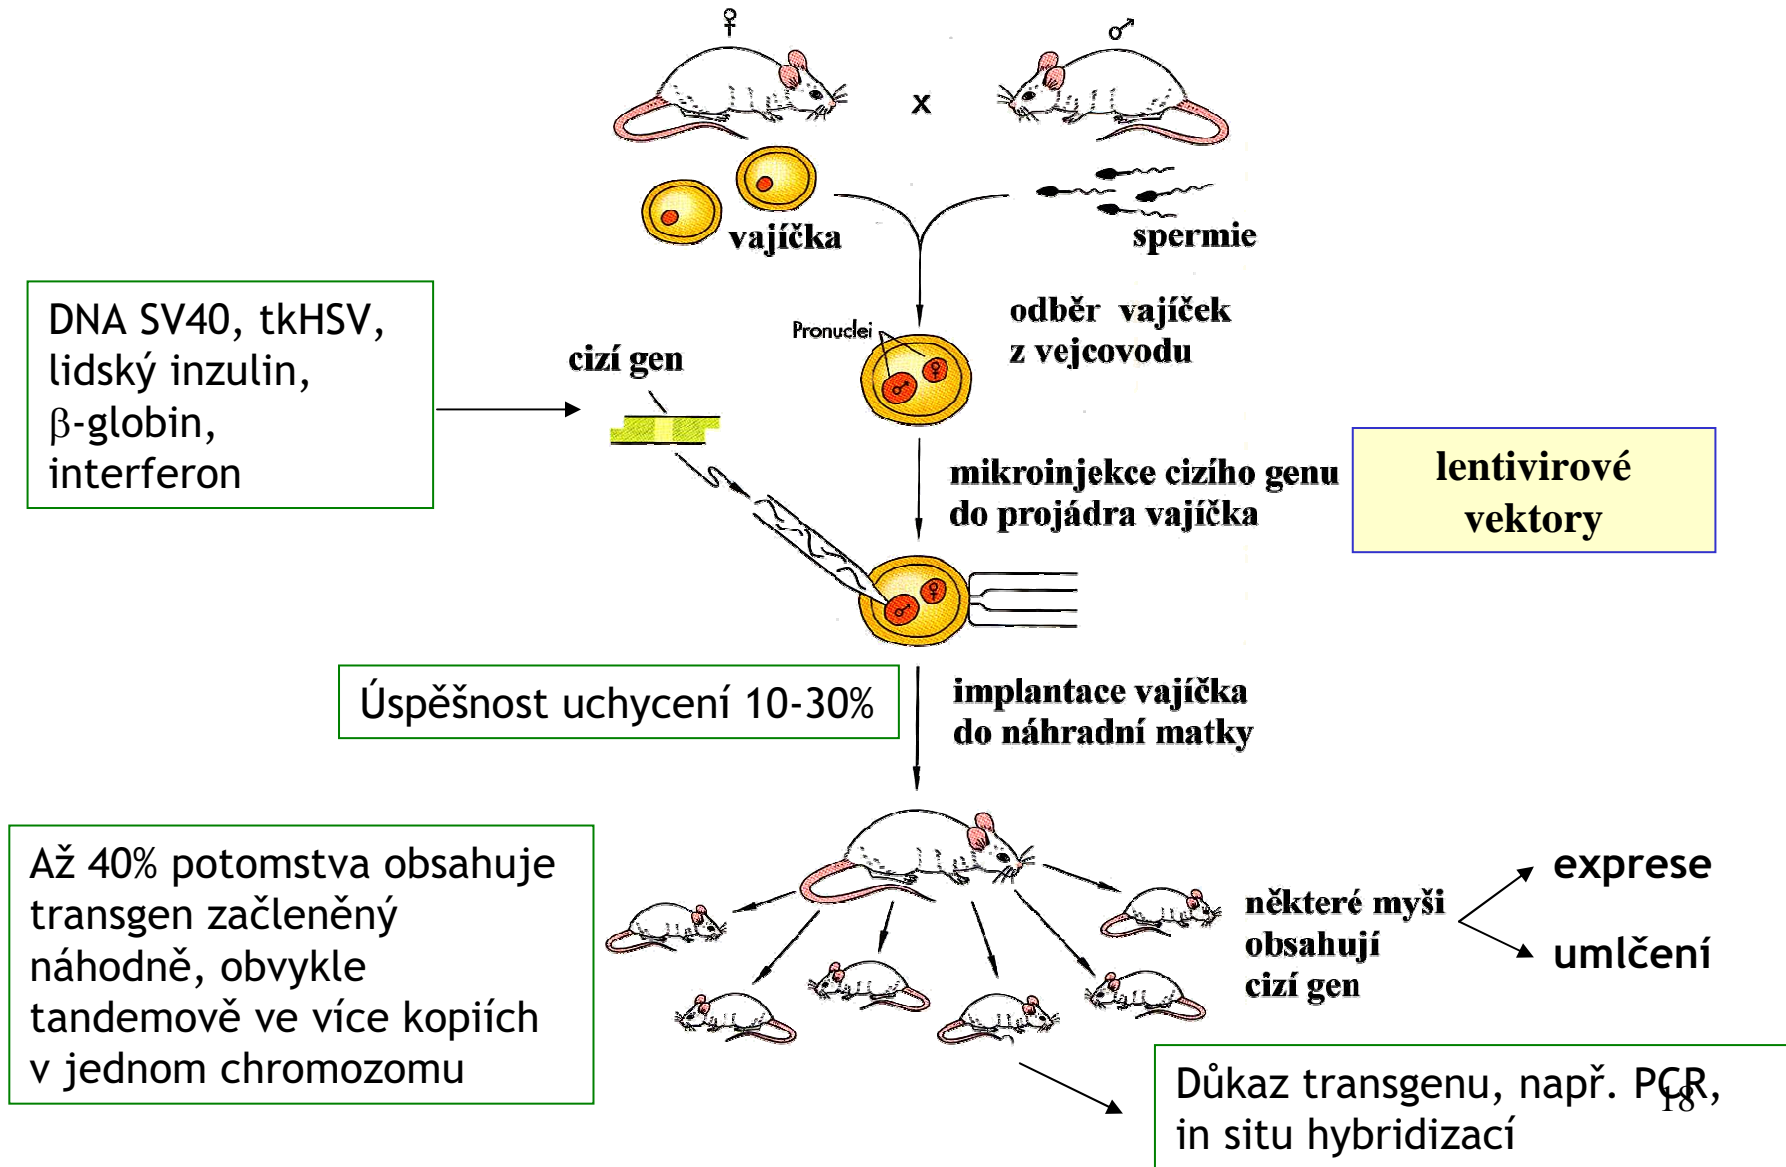 ♀
♂
x
vajíčka
spermie
DNA SV40, tkHSV,
lidský inzulin,
β-globin,
interferon
cizí gen
Pronuclei
♂
♀
odběr vajíček
z vejcovodu
mikroinjekce cizího genu
do projádra vajíčka
lentivirové
vektory
♂
♀
Úspěšnost uchycení 10-30%
implantace vajíčka
do náhradní matky
Až 40% potomstva obsahuje
transgen začleněný
náhodně, obvykle
tandemově ve více kopiích
v jednom chromozomu
některé myši
obsahují
cizí gen
exprese
umlčení
Důkaz transgenu, např. PCR,
in situ hybridizací
18